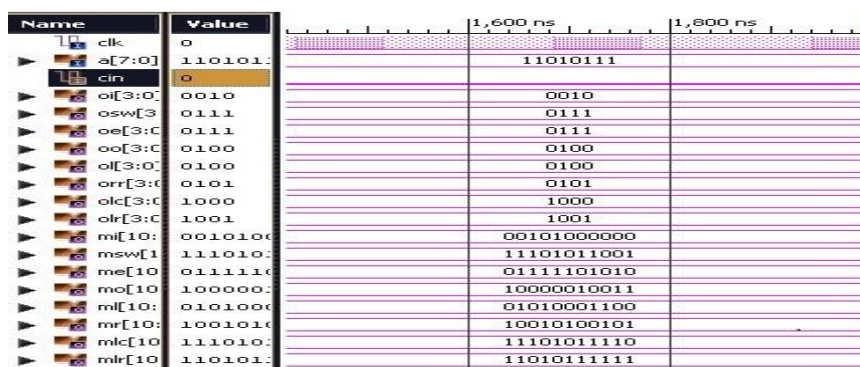 Name Value 1,600 ns 1,800 ns
clk 0
a[7:0] 1101011: 11010111
cin 0
oi[3:0] 0010 0010
osw[3 0111 0111
oe[3:0 0111 0111
oo[3:0 0100 0100
ol[3:0] 0100 0100
orr[3:0 0101 0101
olc[3:0 1000 1000
olr[3:0 1001 1001
mi[10: 0010100 00101000000
msw[1 111010: 11101011001
me[10 0111110 01111101010
mo[10 100000: 10000010011
ml[10: 0101000 01010001100
mr[10: 1001010 10010100101
mlc[10 111010: 11101011110
mlr[10 110101: 11010111111